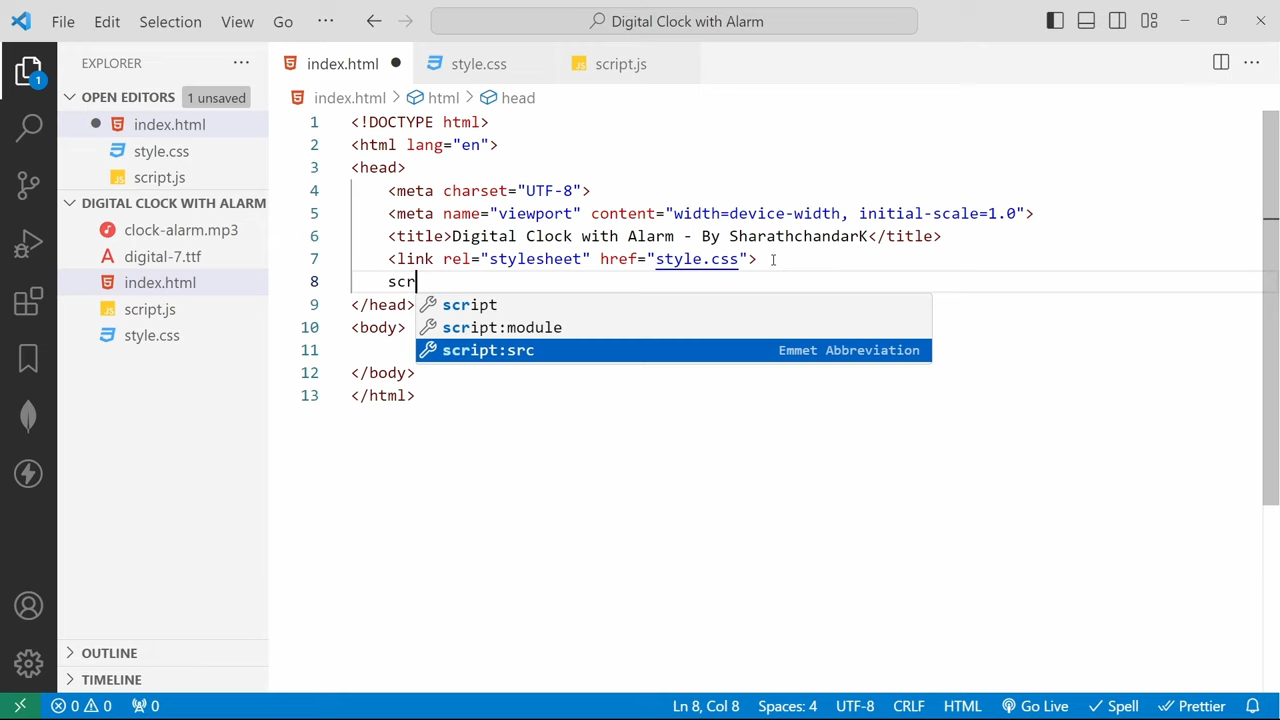 File Edit Selection View Go ··· Digital Clock with Alarm
EXPLORER ···
1
OPEN EDITORS 1 unsaved
index.html
style.css
script.js
DIGITAL CLOCK WITH ALARM
clock-alarm.mp3
digital-7.ttf
index.html
script.js
style.css
OUTLINE
TIMELINE
index.html style.css script.js ···
index.html > html > head
1 <!DOCTYPE html>
2 <html lang="en">
3 <head>
4     <meta charset="UTF-8">
5     <meta name="viewport" content="width=device-width, initial-scale=1.0">
6     <title>Digital Clock with Alarm - By SharathchandarK</title>
7     <link rel="stylesheet" href="style.css">
8     scr
script
script:module
script:src Emmet Abbreviation
9 </head>
10 <body>
11
12 </body>
13 </html>
0 0 0 Ln 8, Col 8 Spaces: 4 UTF-8 CRLF HTML Go Live Spell Prettier